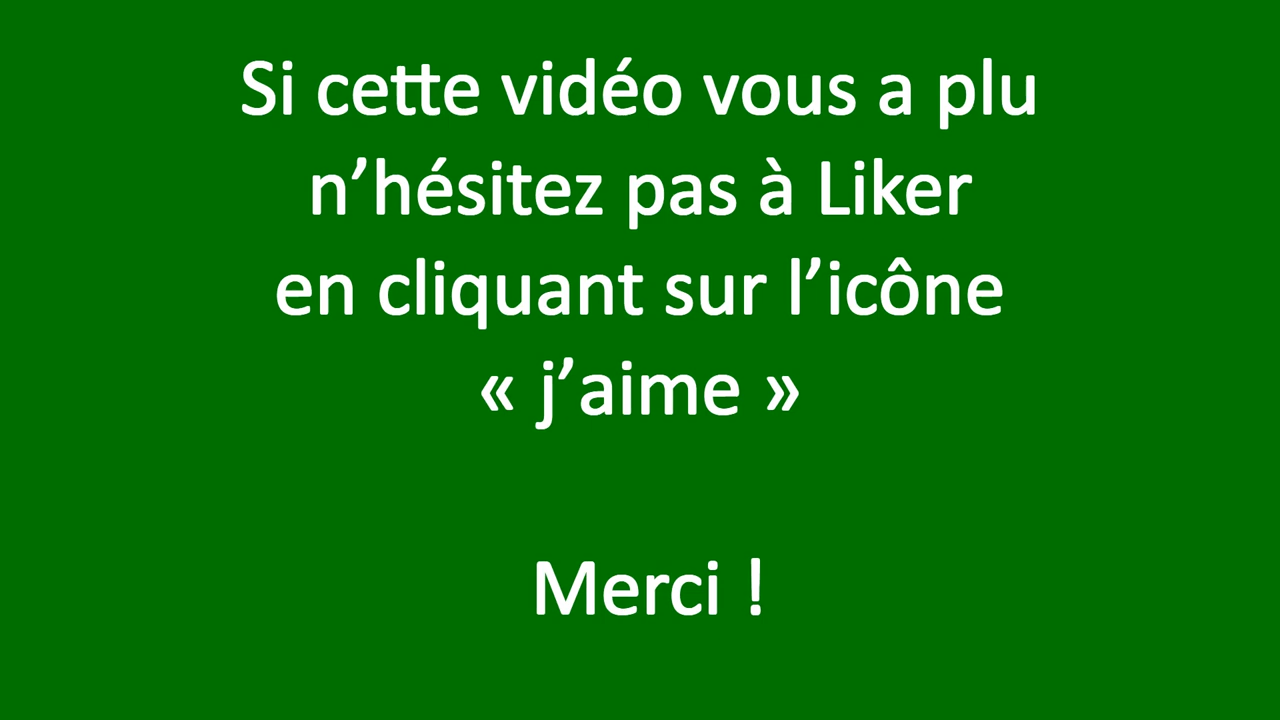 Si cette vidéo vous a plu
n’hésitez pas à Liker
en cliquant sur l’icône
« j’aime »
Merci !